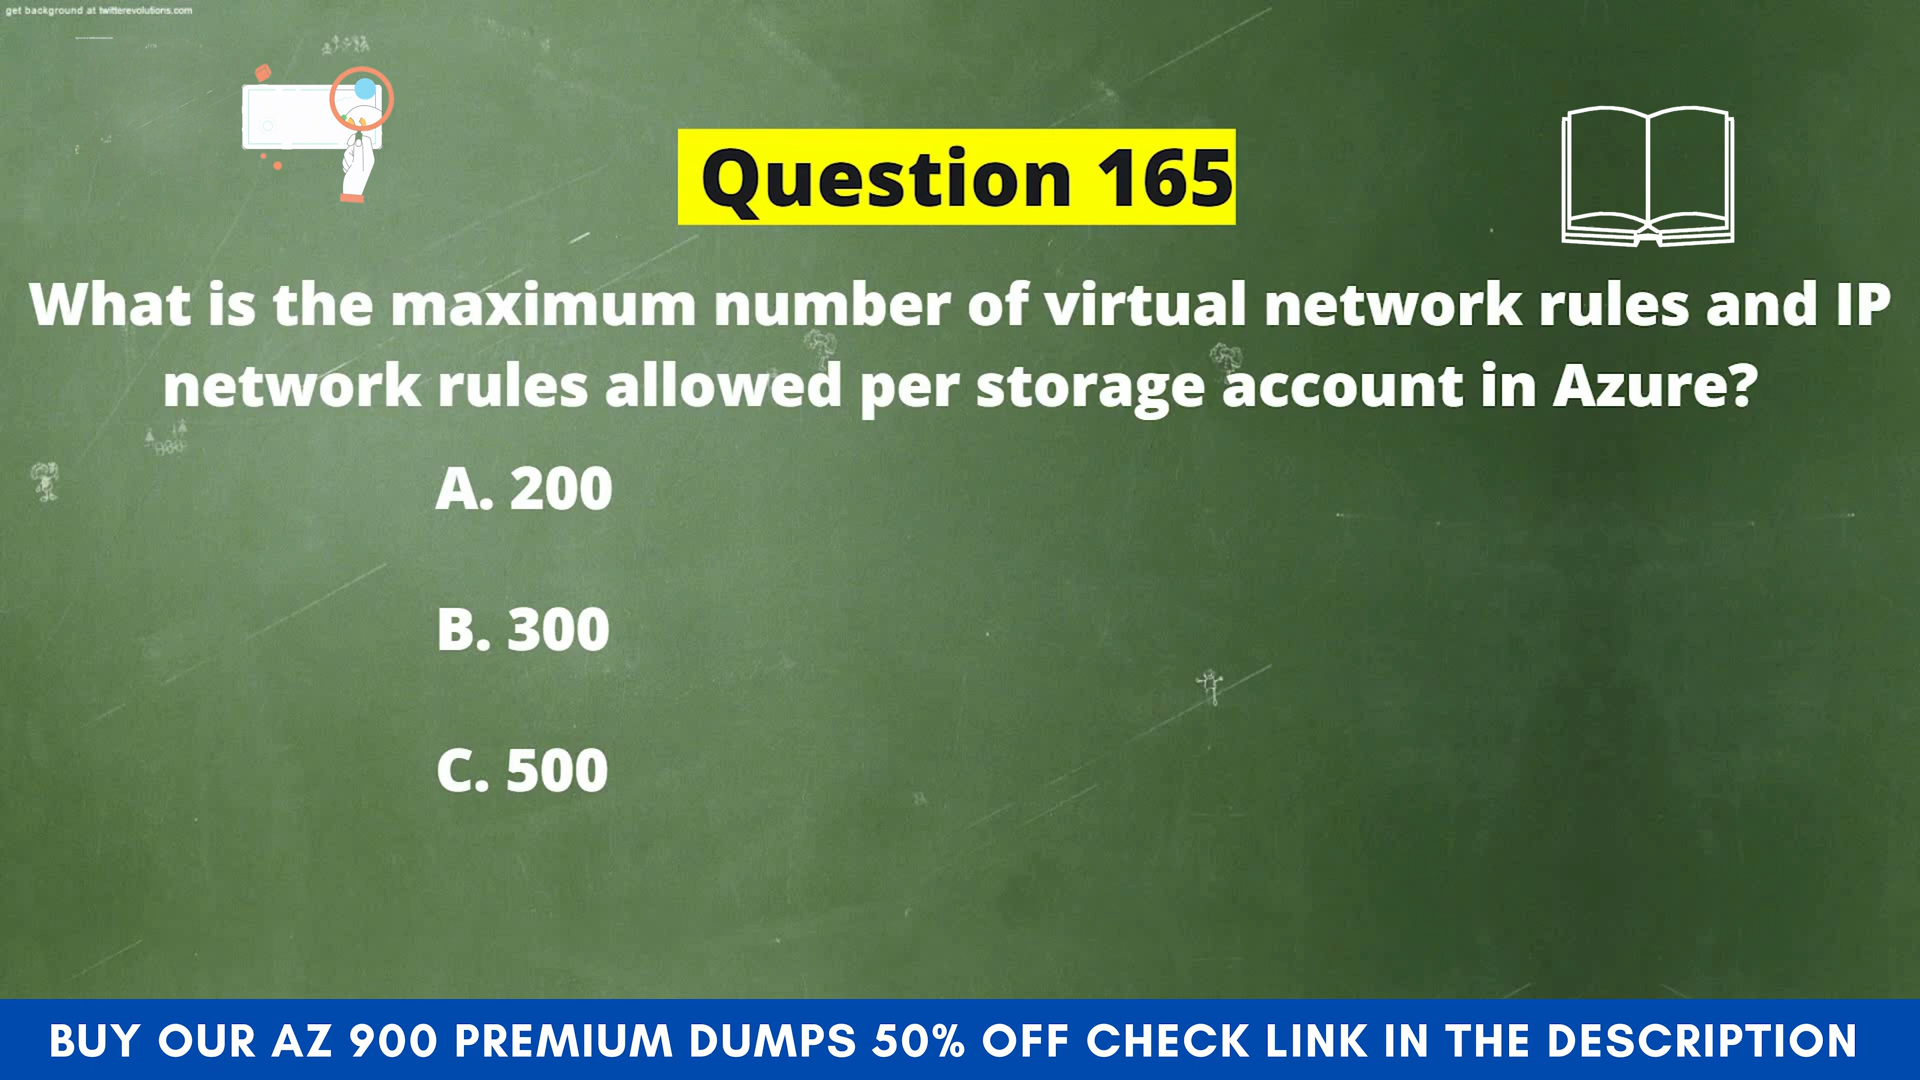 get background at twitterevolutions.com
Question 165
What is the maximum number of virtual network rules and IP
network rules allowed per storage account in Azure?
A. 200
B. 300
C. 500
BUY OUR AZ 900 PREMIUM DUMPS 50% OFF CHECK LINK IN THE DESCRIPTION